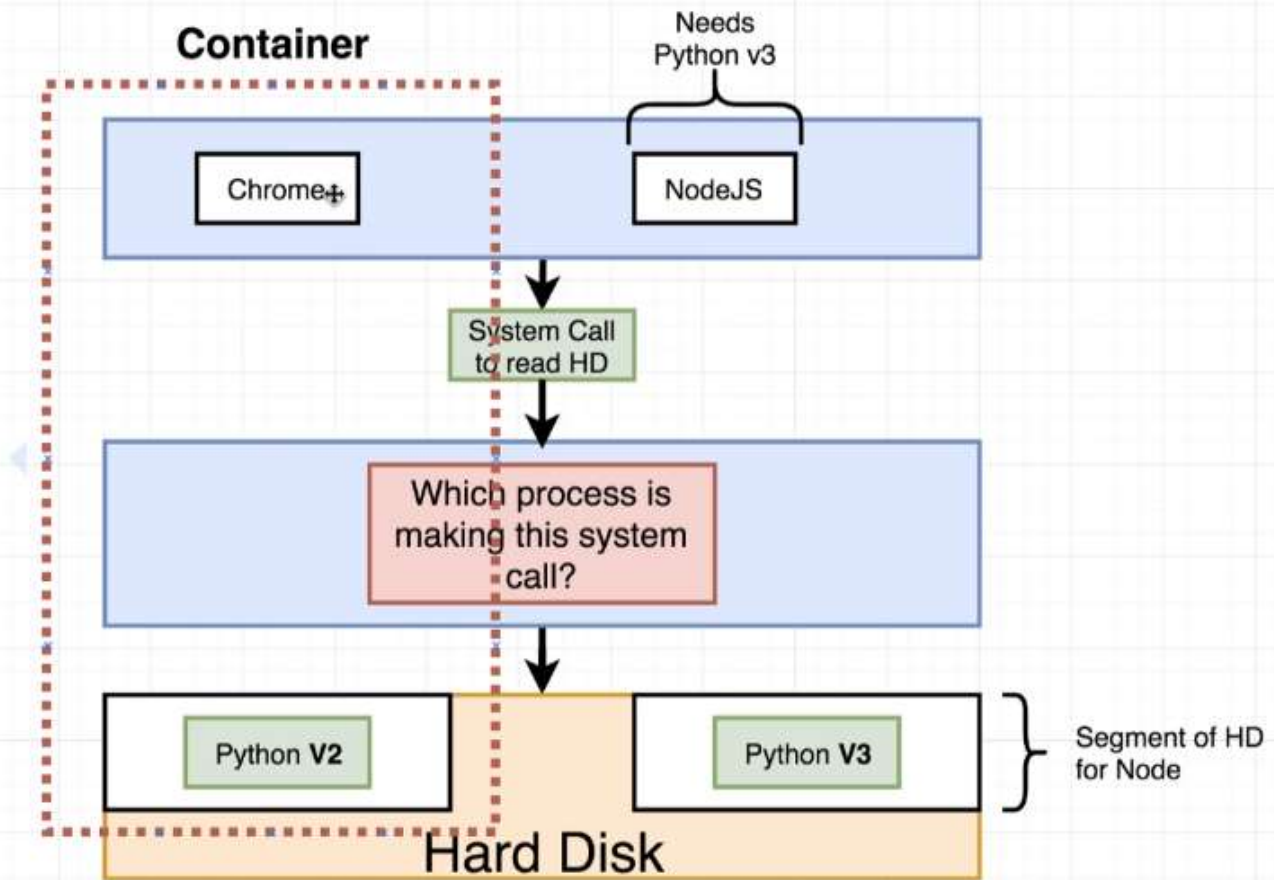 Container
Needs
Python v3
Chrome
NodeJS
System Call
to read HD
Which process is
making this system
call?
Python V2
Python V3
Segment of HD
for Node
Hard Disk